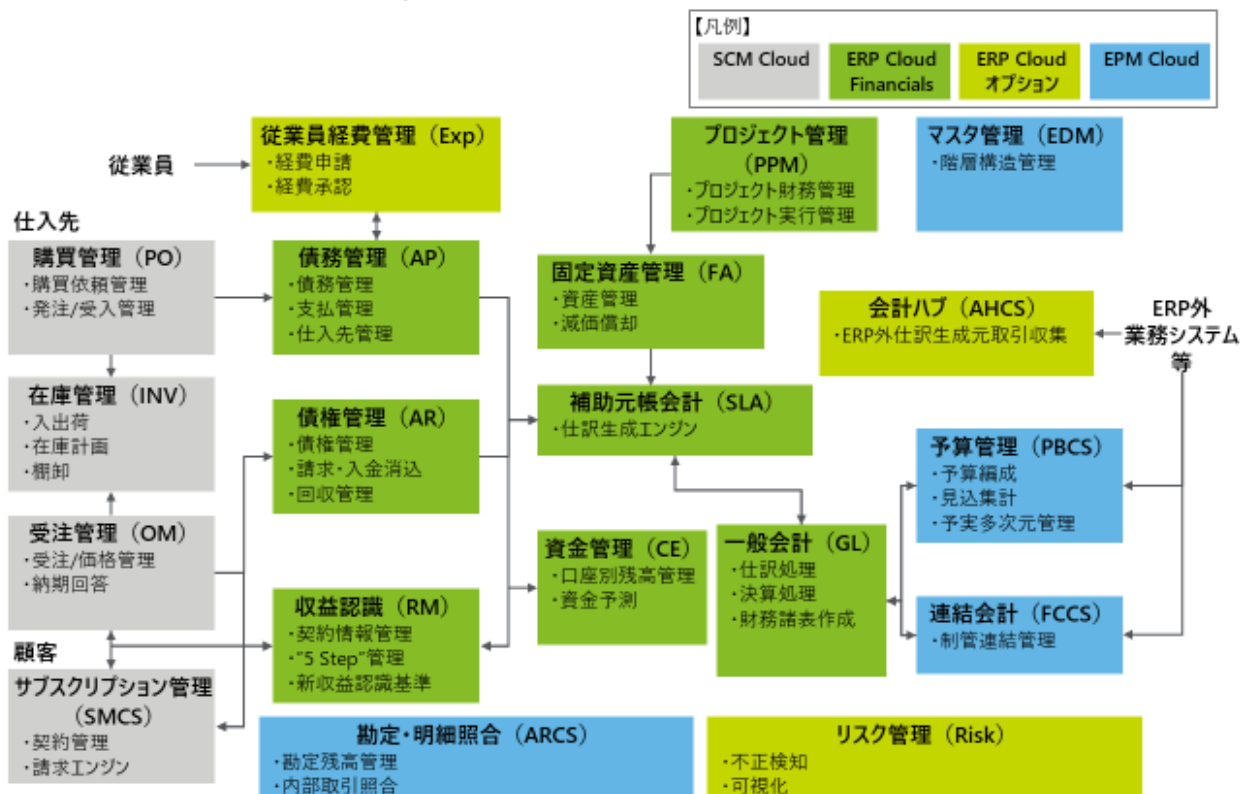 【凡例】
SCM Cloud
ERP Cloud
Financials
ERP Cloud
オプション
EPM Cloud
従業員
従業員経費管理（Exp）
・経費申請
・経費承認
プロジェクト管理
（PPM）
・プロジェクト財務管理
・プロジェクト実行管理
マスタ管理（EDM）
・階層構造管理
仕入先
購買管理（PO）
・購買依頼管理
・発注/受入管理
債務管理（AP）
・債務管理
・支払管理
・仕入先管理
固定資産管理（FA）
・資産管理
・減価償却
会計ハブ（AHCS）
・ERP外仕訳生成元取引収集
ERP外
業務システム
等
在庫管理（INV）
・入出荷
・在庫計画
・棚卸
債権管理（AR）
・債権管理
・請求・入金消込
・回収管理
補助元帳会計（SLA）
・仕訳生成エンジン
予算管理（PBCS）
・予算編成
・見込集計
・予実多次元管理
受注管理（OM）
・受注/価格管理
・納期回答
収益認識（RM）
・契約情報管理
・"5 Step"管理
・新収益認識基準
資金管理（CE）
・口座別残高管理
・資金予測
一般会計（GL）
・仕訳処理
・決算処理
・財務諸表作成
連結会計（FCCS）
・制管連結管理
顧客
サブスクリプション管理
（SMCS）
・契約管理
・請求エンジン
勘定・明細照合（ARCS）
・勘定残高管理
・内部取引照合
リスク管理（Risk）
・不正検知
・可視化